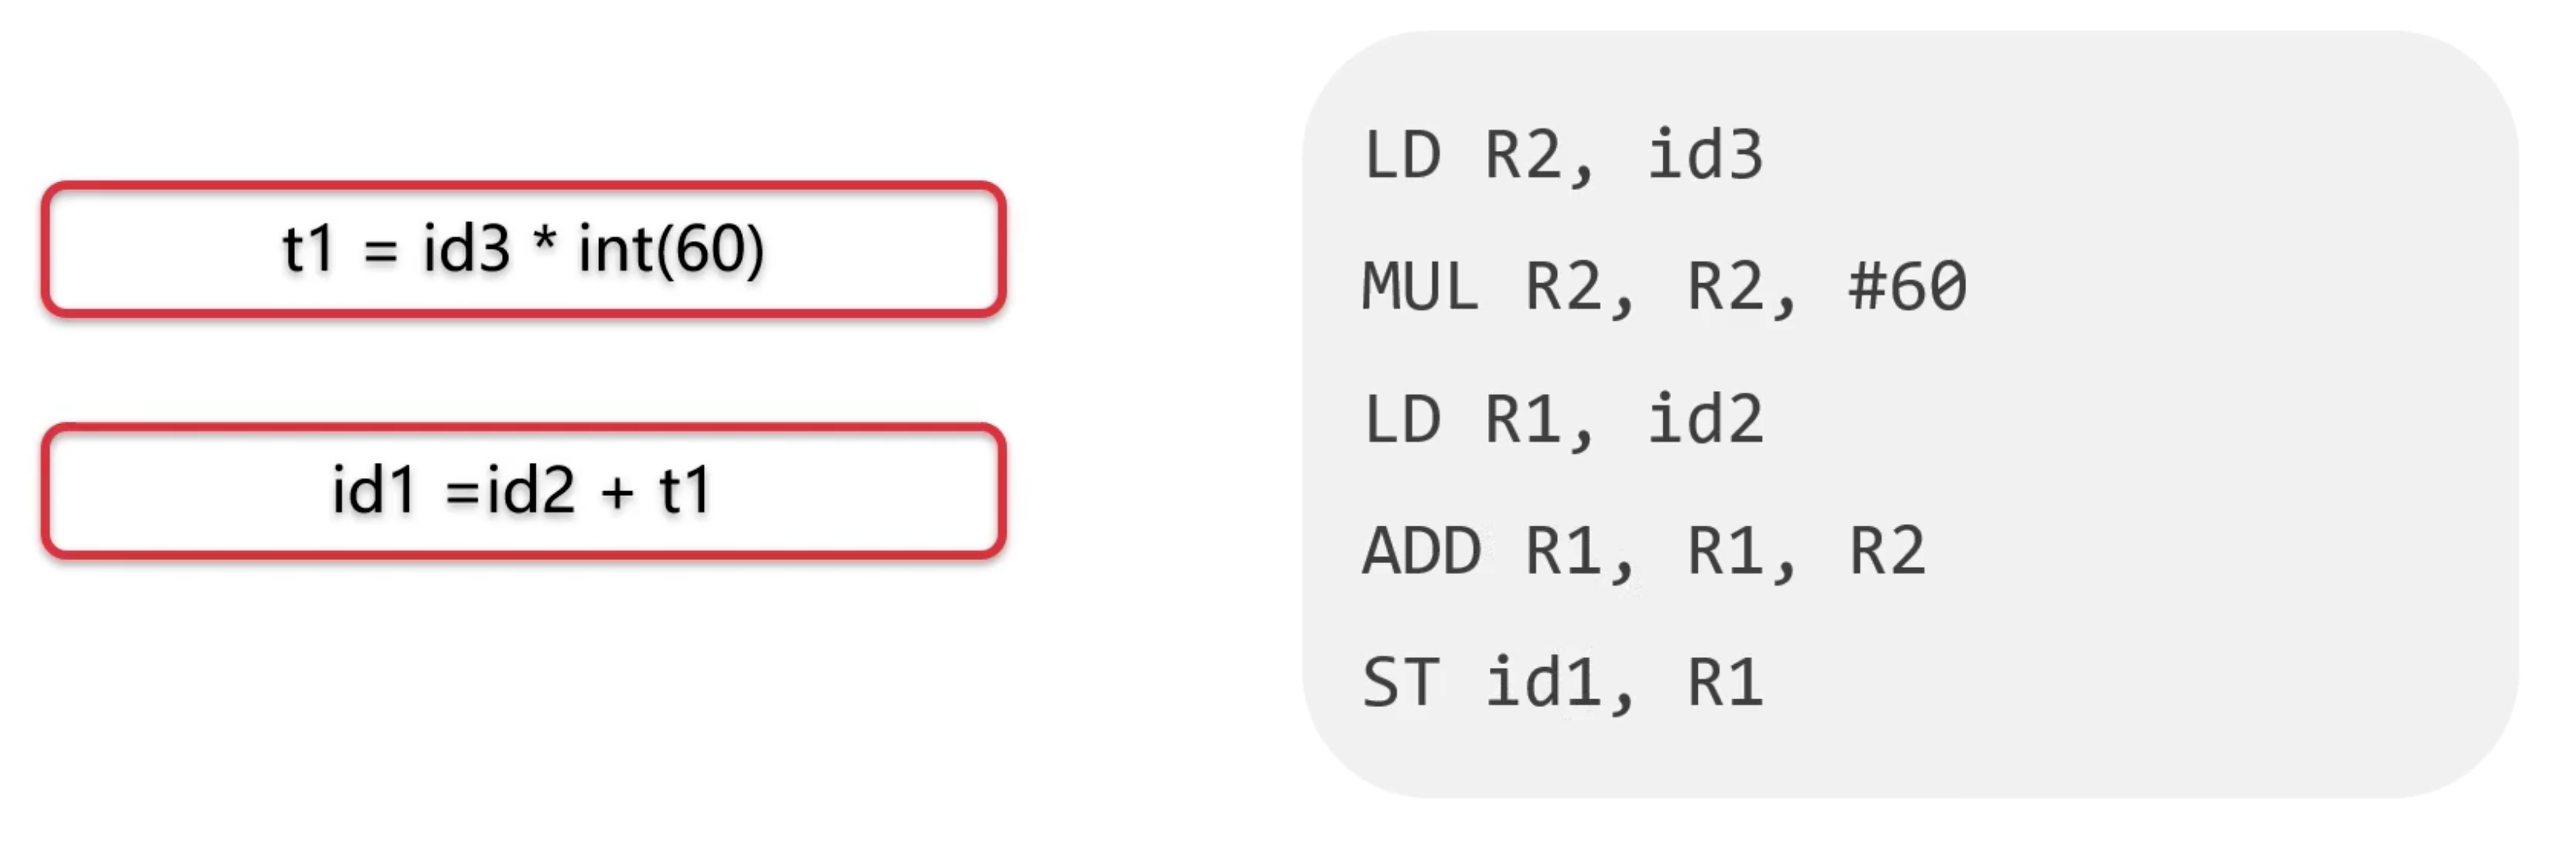 t1 = id3 * int(60)
id1 =id2 + t1
LD R2, id3
MUL R2, R2, #60
LD R1, id2
ADD R1, R1, R2
ST id1, R1